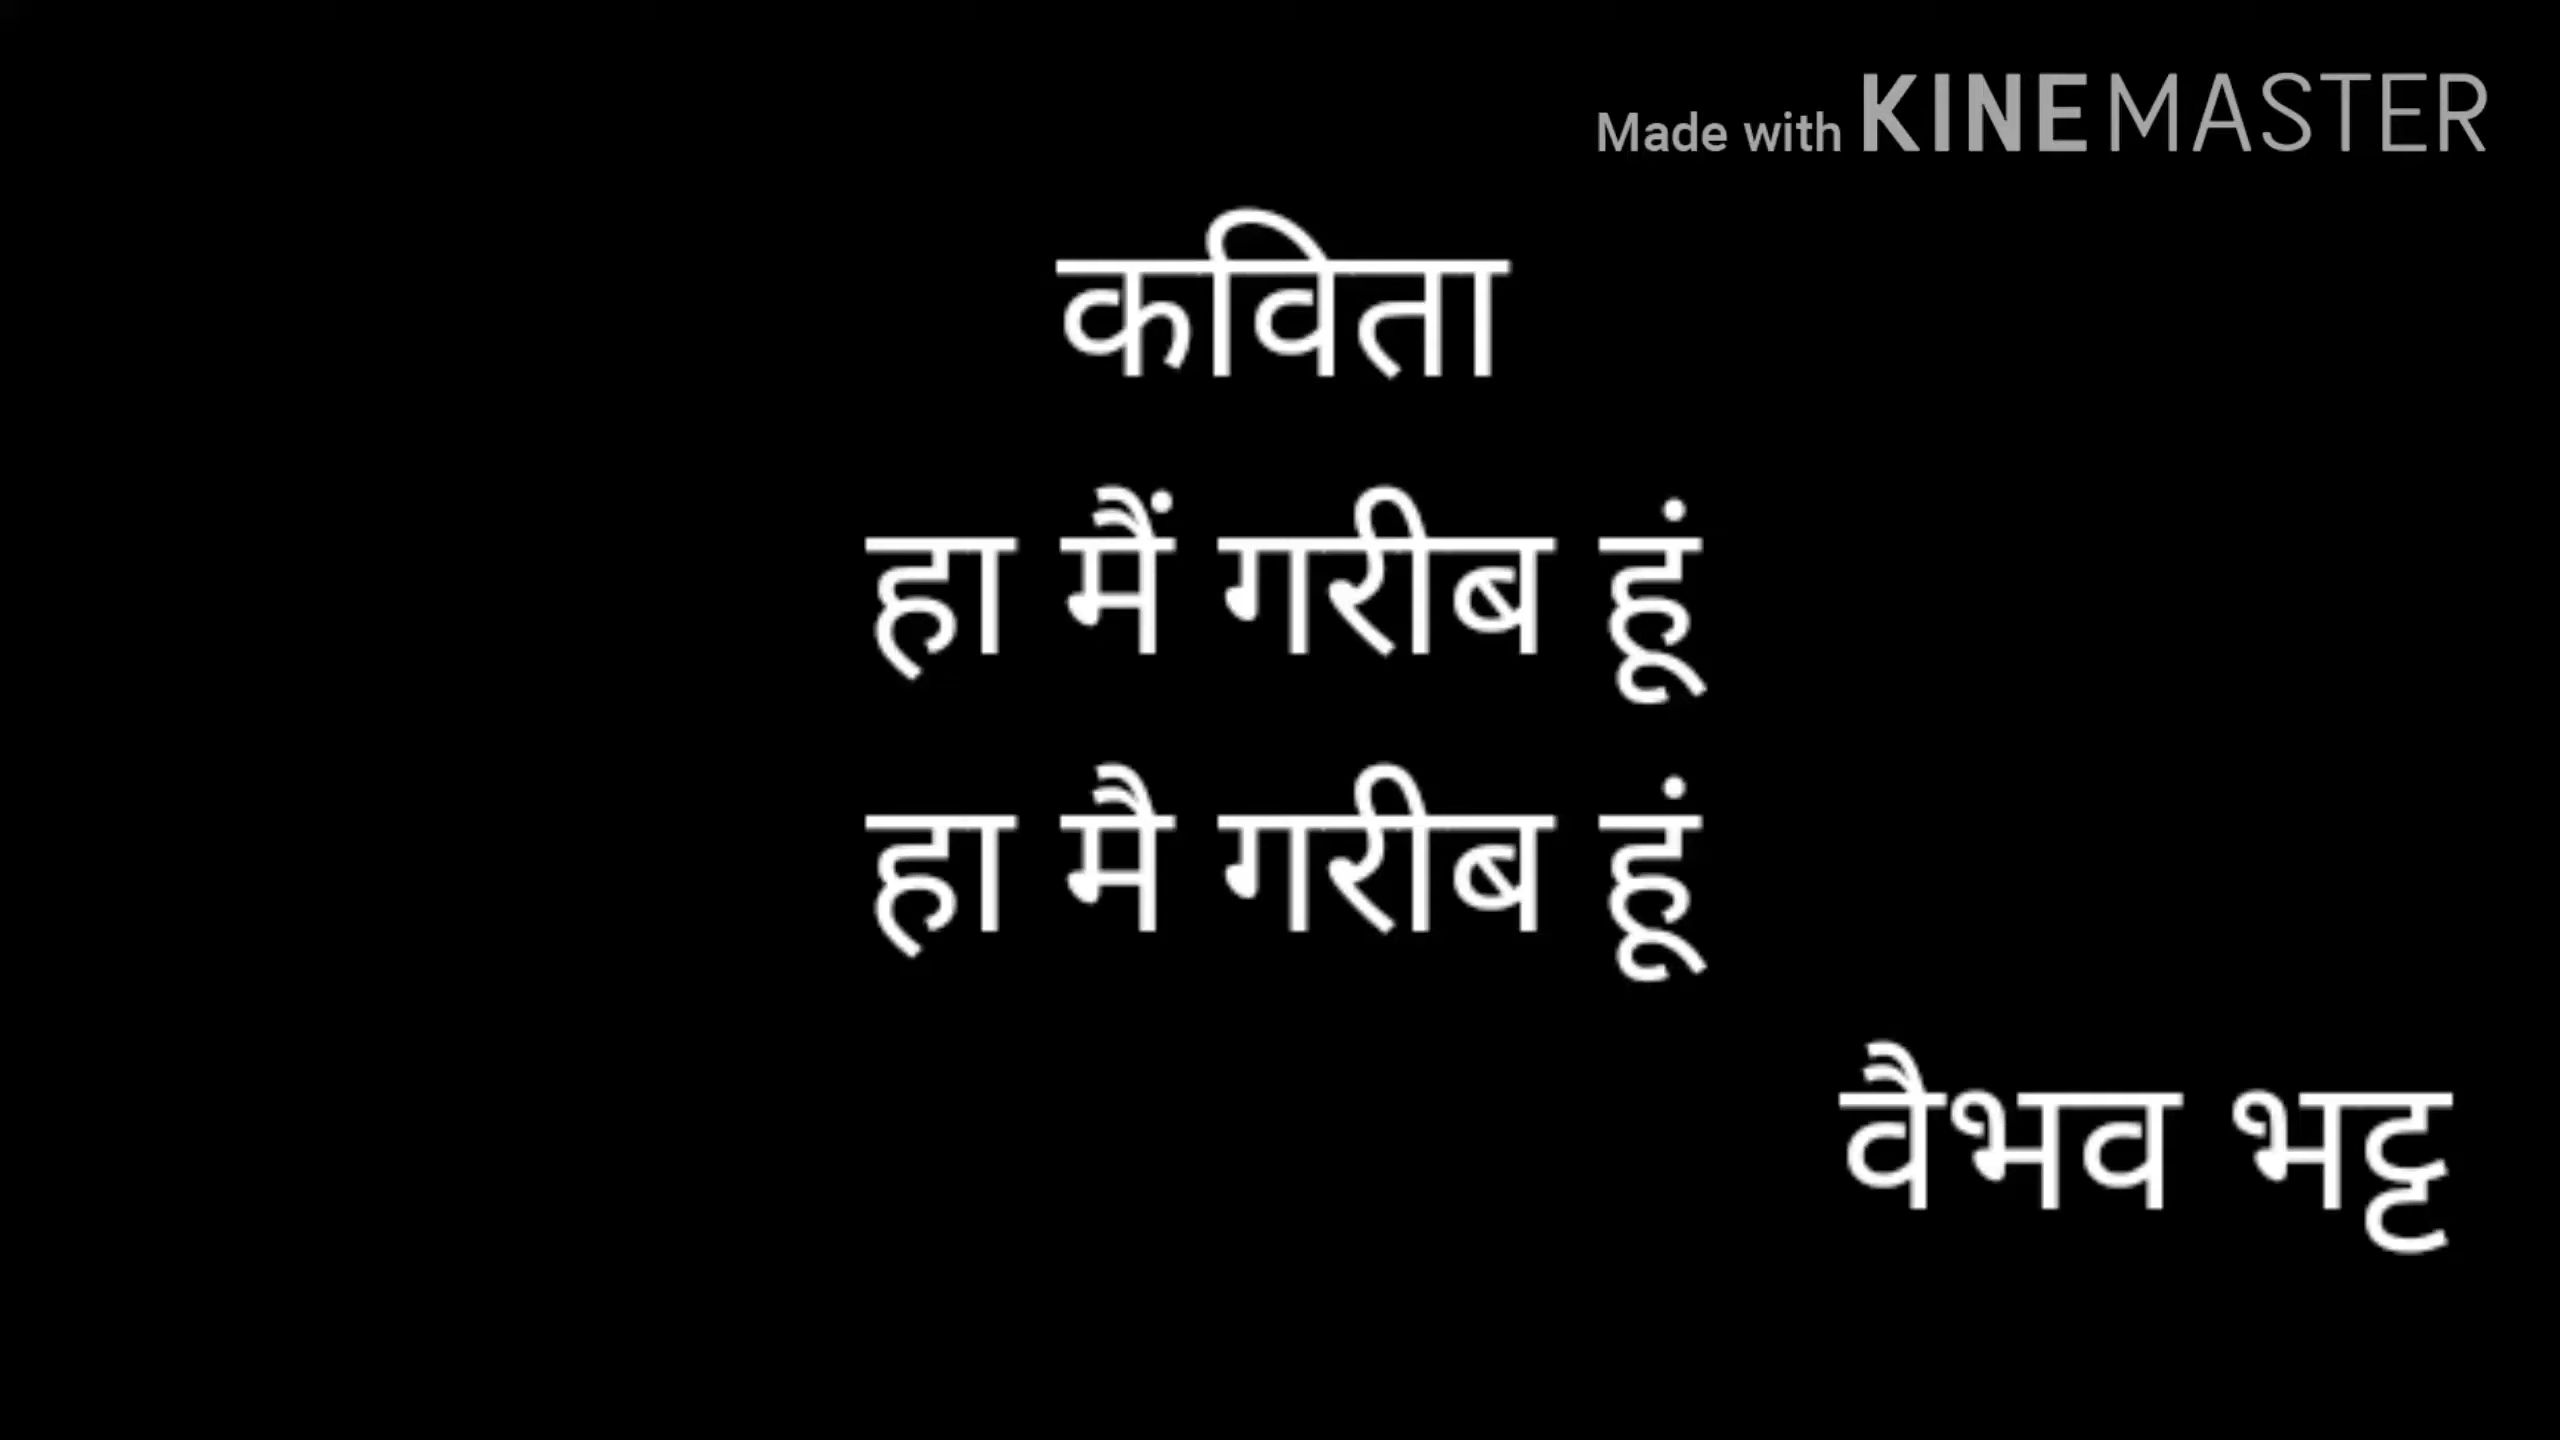 Made with KINEMASTER
कविता
हा मैं गरीब हूं
हा मै गरीब हूं
वैभव भट्ट